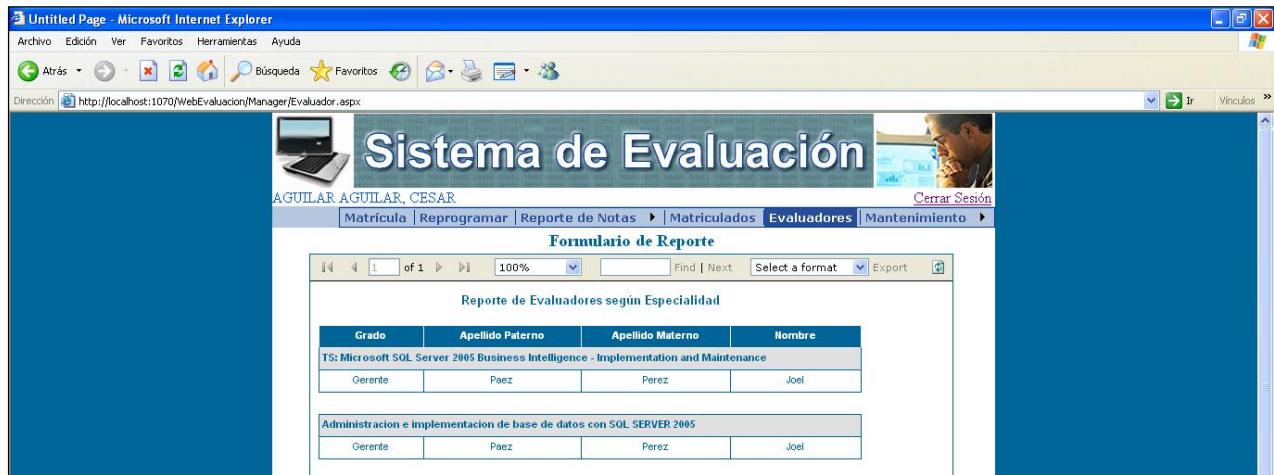 Untitled Page - Microsoft Internet Explorer
Archivo Edición Ver Favoritos Herramientas Ayuda
Atrás Búsqueda Favoritos
Dirección http://localhost:1070/WebEvaluacion/Manager/Evaluador.aspx Ir Vínculos »
Sistema de Evaluación
AGUILAR AGUILAR, CESAR Cerrar Sesión
Matrícula | Reprogramar | Reporte de Notas | Matriculados | Evaluadores | Mantenimiento
Formulario de Reporte
1 of 1 100% Find | Next Select a format Export
Reporte de Evaluadores según Especialidad
Grado Apellido Paterno Apellido Materno Nombre
TS: Microsoft SQL Server 2005 Business Intelligence - Implementation and Maintenance
Gerente Paez Perez Joel
Administracion e implementacion de base de datos con SQL SERVER 2005
Gerente Paez Perez Joel